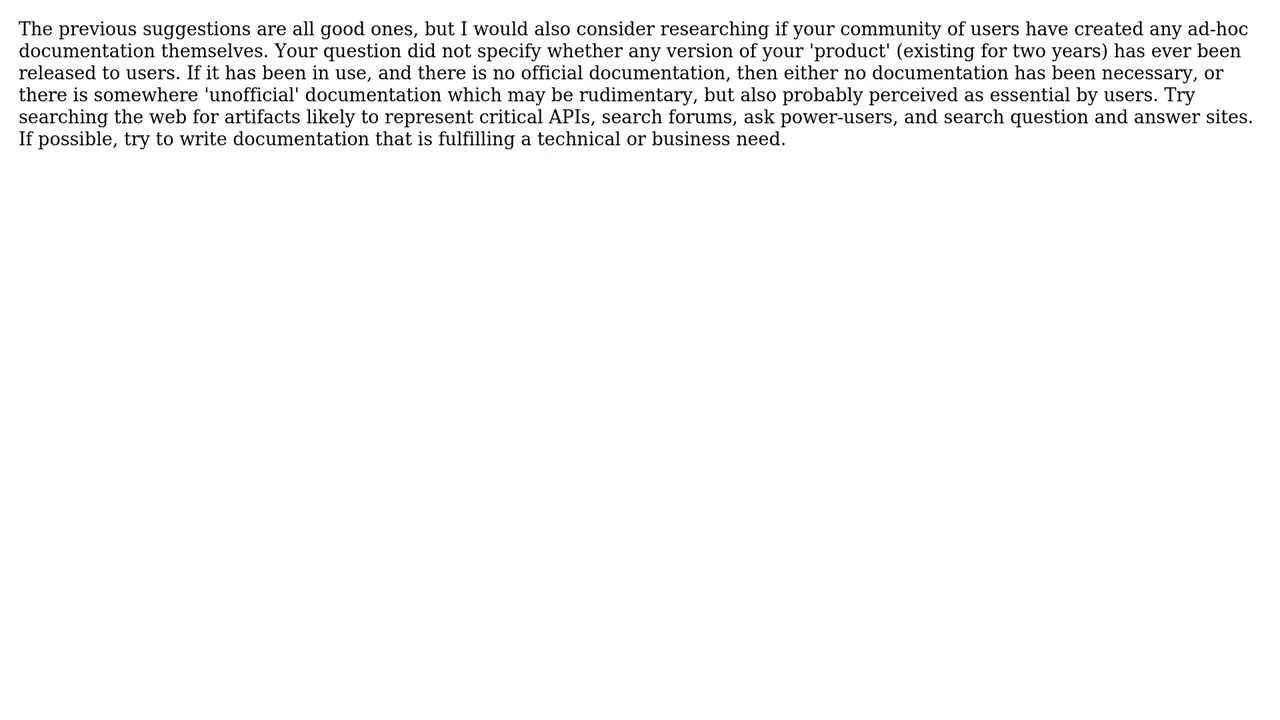 The previous suggestions are all good ones, but I would also consider researching if your community of users have created any ad-hoc
documentation themselves. Your question did not specify whether any version of your 'product' (existing for two years) has ever been
released to users. If it has been in use, and there is no official documentation, then either no documentation has been necessary, or
there is somewhere 'unofficial' documentation which may be rudimentary, but also probably perceived as essential by users. Try
searching the web for artifacts likely to represent critical APIs, search forums, ask power-users, and search question and answer sites.
If possible, try to write documentation that is fulfilling a technical or business need.